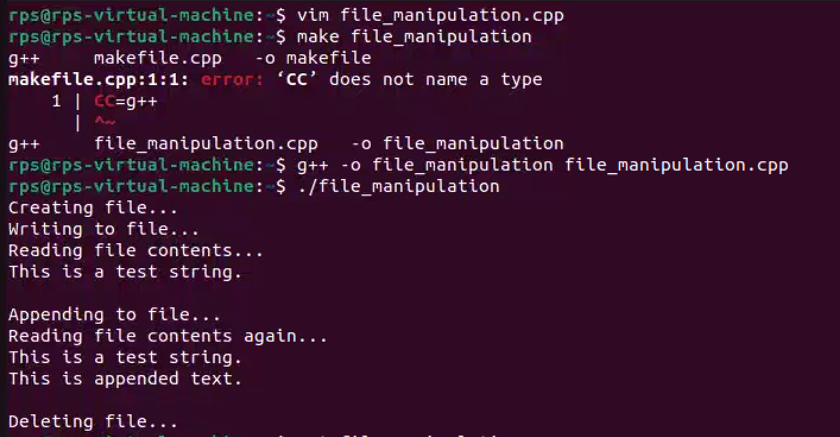 rps@rps-virtual-machine:~$ vim file_manipulation.cpp
rps@rps-virtual-machine:~$ make file_manipulation
g++     makefile.cpp   -o makefile
makefile.cpp:1:1: error: ‘CC’ does not name a type
    1 | CC=g++
      | ^~
g++     file_manipulation.cpp   -o file_manipulation
rps@rps-virtual-machine:~$ g++ -o file_manipulation file_manipulation.cpp
rps@rps-virtual-machine:~$ ./file_manipulation
Creating file...
Writing to file...
Reading file contents...
This is a test string.

Appending to file...
Reading file contents again...
This is a test string.
This is appended text.

Deleting file...